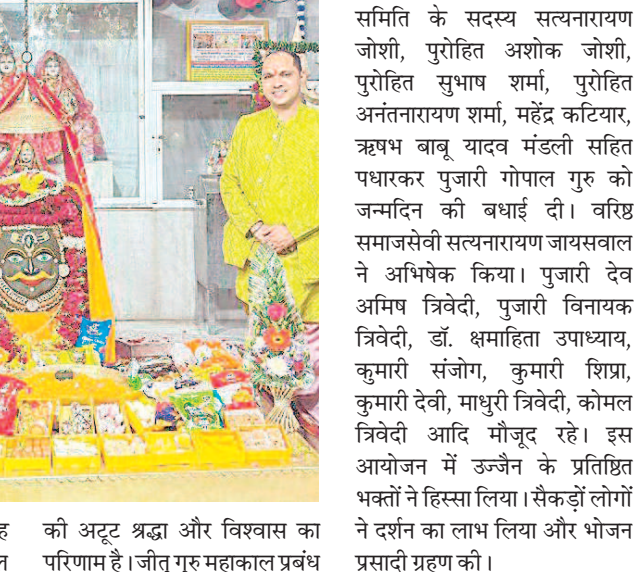 ह
ल
की अटूट श्रद्धा और विश्वास का
परिणाम है। जीतु गुरु महाकाल प्रबंध
समिति के सदस्य सत्यनारायण
जोशी, पुरोहित अशोक जोशी,
पुरोहित सुभाष शर्मा, पुरोहित
अनंतनारायण शर्मा, महेंद्र कटियार,
ऋषभ बाबू यादव मंडली सहित
पधारकर पुजारी गोपाल गुरु को
जन्मदिन की बधाई दी। वरिष्ठ
समाजसेवी सत्यनारायण जायसवाल
ने अभिषेक किया। पुजारी देव
अमिष त्रिवेदी, पुजारी विनायक
त्रिवेदी, डॉ. क्षमाहिता उपाध्याय,
कुमारी संजोग, कुमारी शिप्रा,
कुमारी देवी, माधुरी त्रिवेदी, कोमल
त्रिवेदी आदि मौजूद रहे। इस
आयोजन में उज्जैन के प्रतिष्ठित
भक्तों ने हिस्सा लिया। सैकड़ों लोगों
ने दर्शन का लाभ लिया और भोजन
प्रसादी ग्रहण की।